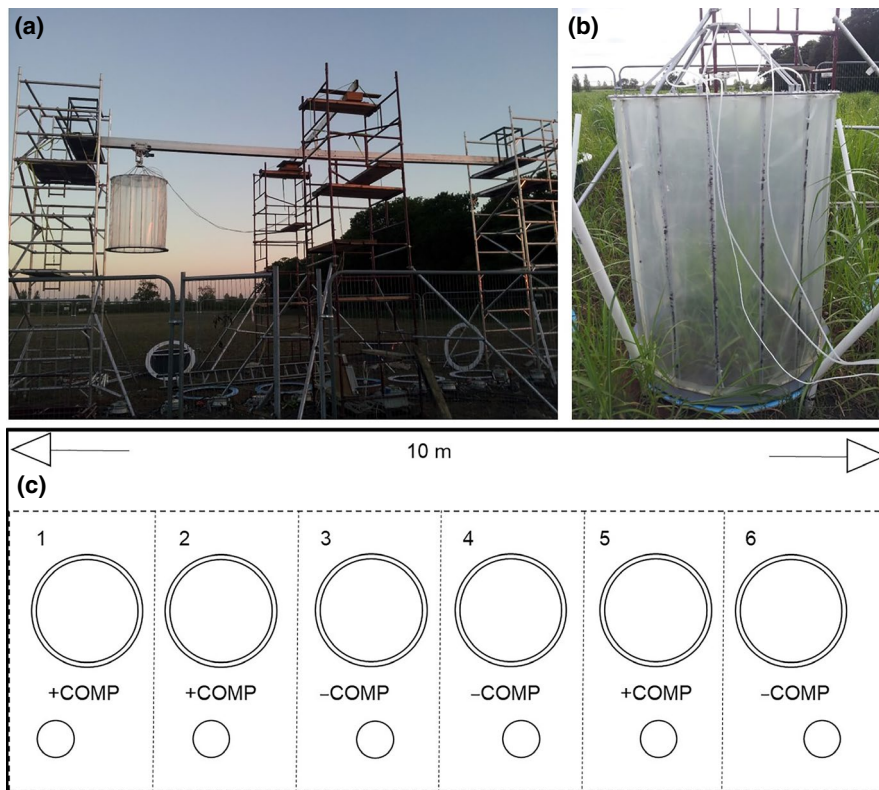 (a)
(b)
10 m
(c)
1 2 3 4 5 6
+COMP +COMP –COMP –COMP +COMP –COMP